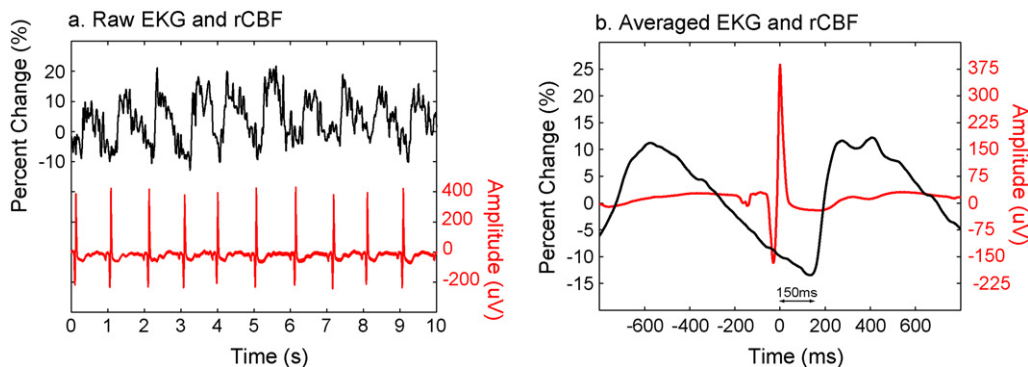 a. Raw EKG and rCBF
Percent Change (%)
20
10
0
-10
400
200
0
-200
Amplitude (uV)
0 1 2 3 4 5 6 7 8 9 10
Time (s)
b. Averaged EKG and rCBF
Percent Change (%)
25
20
15
10
5
0
-5
-10
-15
375
300
225
150
75
0
-75
-150
-225
Amplitude (uV)
150ms
-600 -400 -200 0 200 400 600
Time (ms)